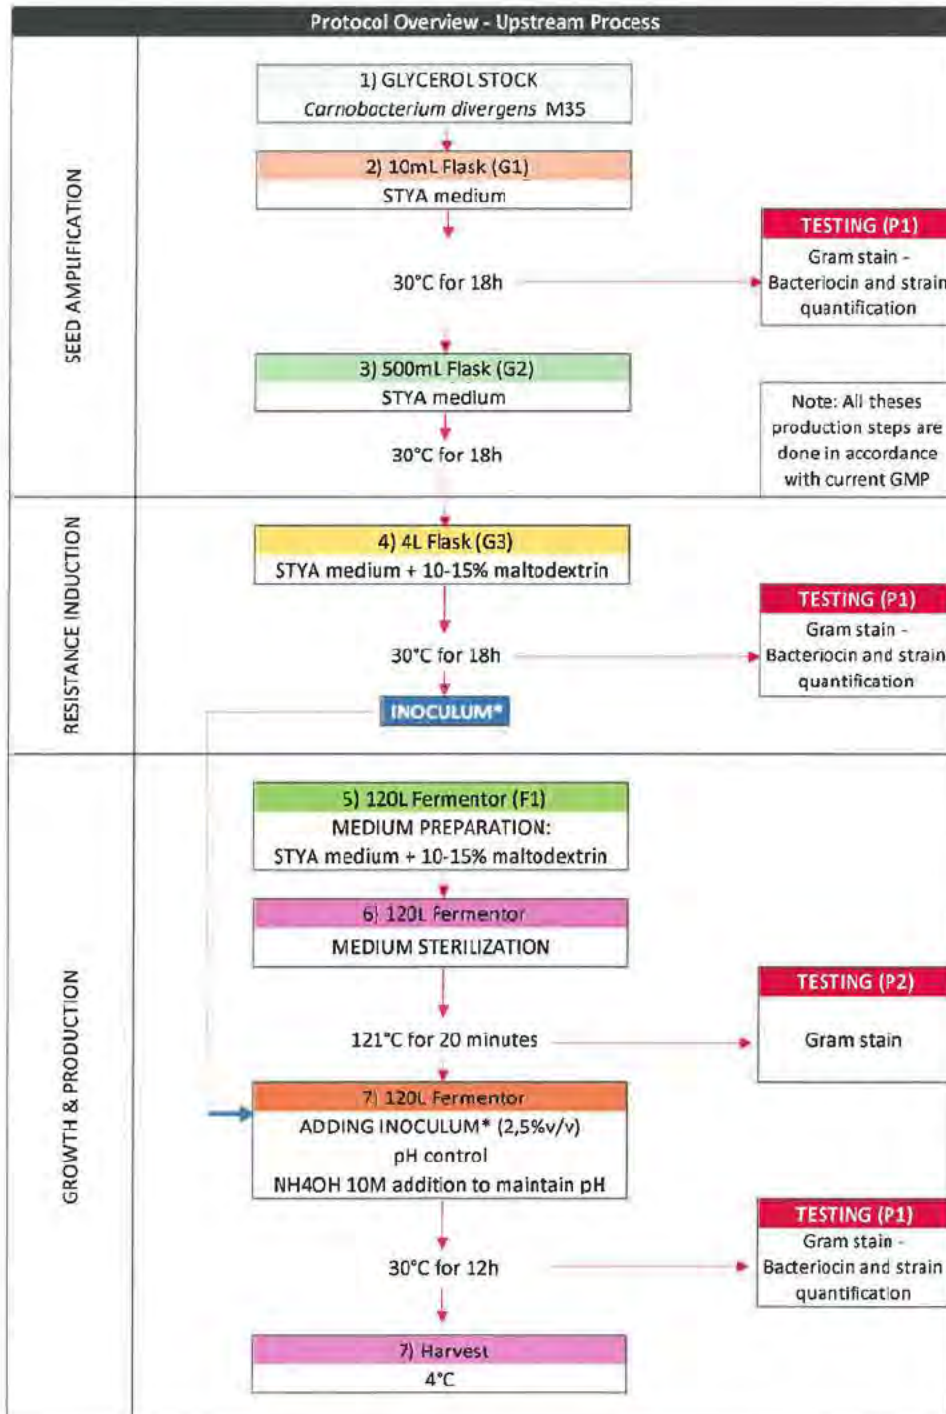 Protocol Overview - Upstream Process
SEED AMPLIFICATION
1) GLYCEROL STOCK
Carnobacterium divergens M35
2) 10mL Flask (G1)
STYA medium
30°C for 18h
TESTING (P1)
Gram stain -
Bacteriocin and strain
quantification
3) 500mL Flask (G2)
STYA medium
30°C for 18h
Note: All theses
production steps are
done in accordance
with current GMP
RESISTANCE INDUCTION
4) 4L Flask (G3)
STYA medium + 10-15% maltodextrin
30°C for 18h
TESTING (P1)
Gram stain -
Bacteriocin and strain
quantification
INOCULUM*
GROWTH & PRODUCTION
5) 120L Fermentor (F1)
MEDIUM PREPARATION:
STYA medium + 10-15% maltodextrin
6) 120L Fermentor
MEDIUM STERILIZATION
121°C for 20 minutes
TESTING (P2)
Gram stain
7) 120L Fermentor
ADDING INOCULUM* (2,5%v/v)
pH control
NH4OH 10M addition to maintain pH
30°C for 12h
TESTING (P1)
Gram stain -
Bacteriocin and strain
quantification
7) Harvest
4°C